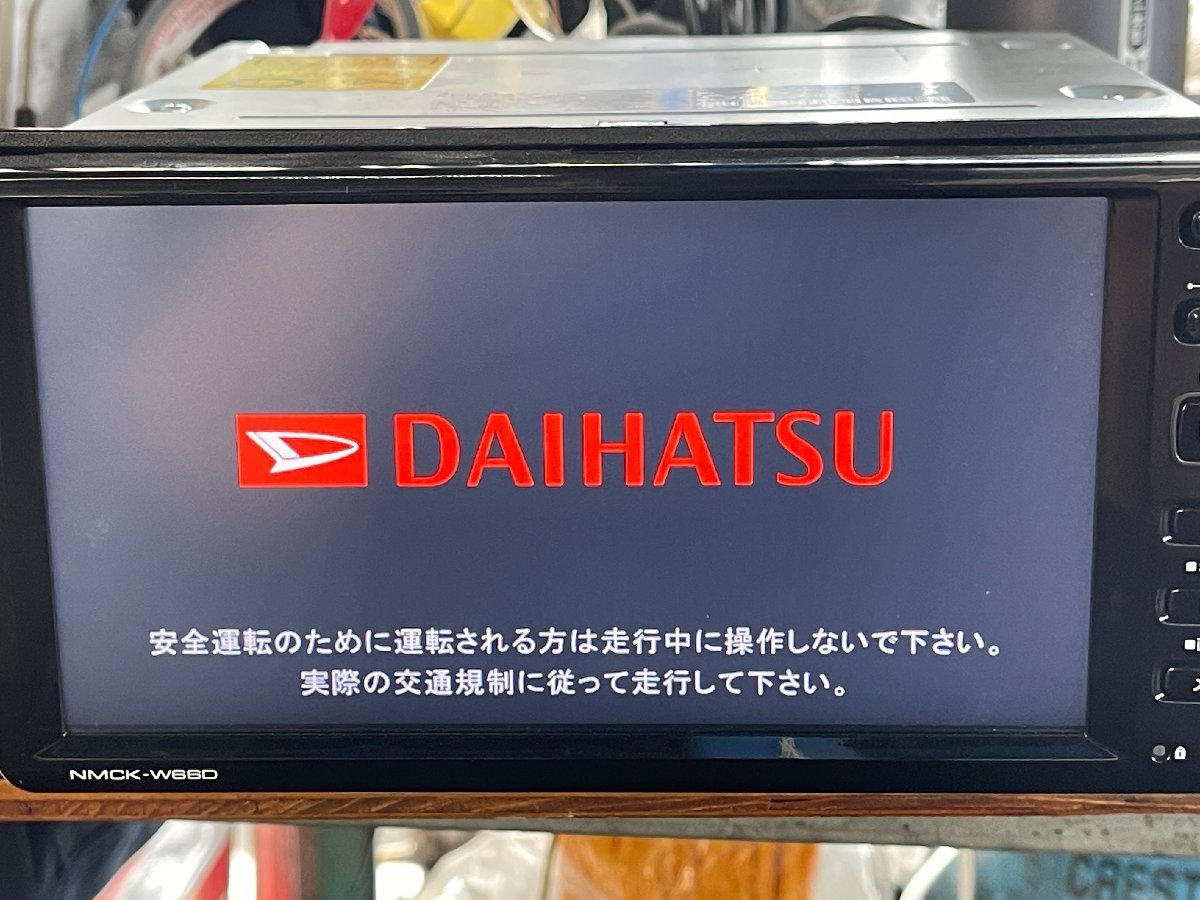 DAIHATSU
安全運転のために運転される方は走行中に操作しないで下さい。
実際の交通規制に従って走行して下さい。
NMCK-W66D
CREST